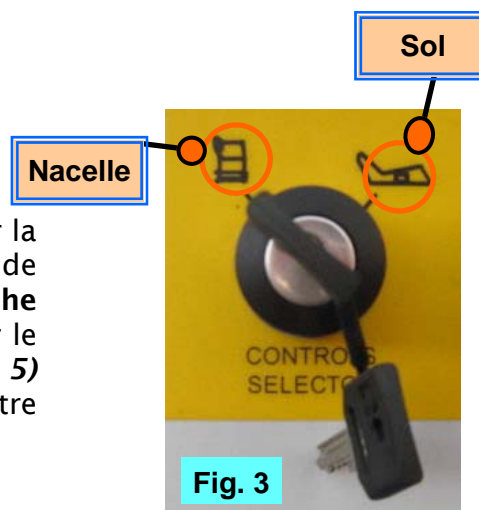 Sol
Nacelle
r la
de
he
r le
5)
tre
CONTROLS
SELECTOR
Fig. 3